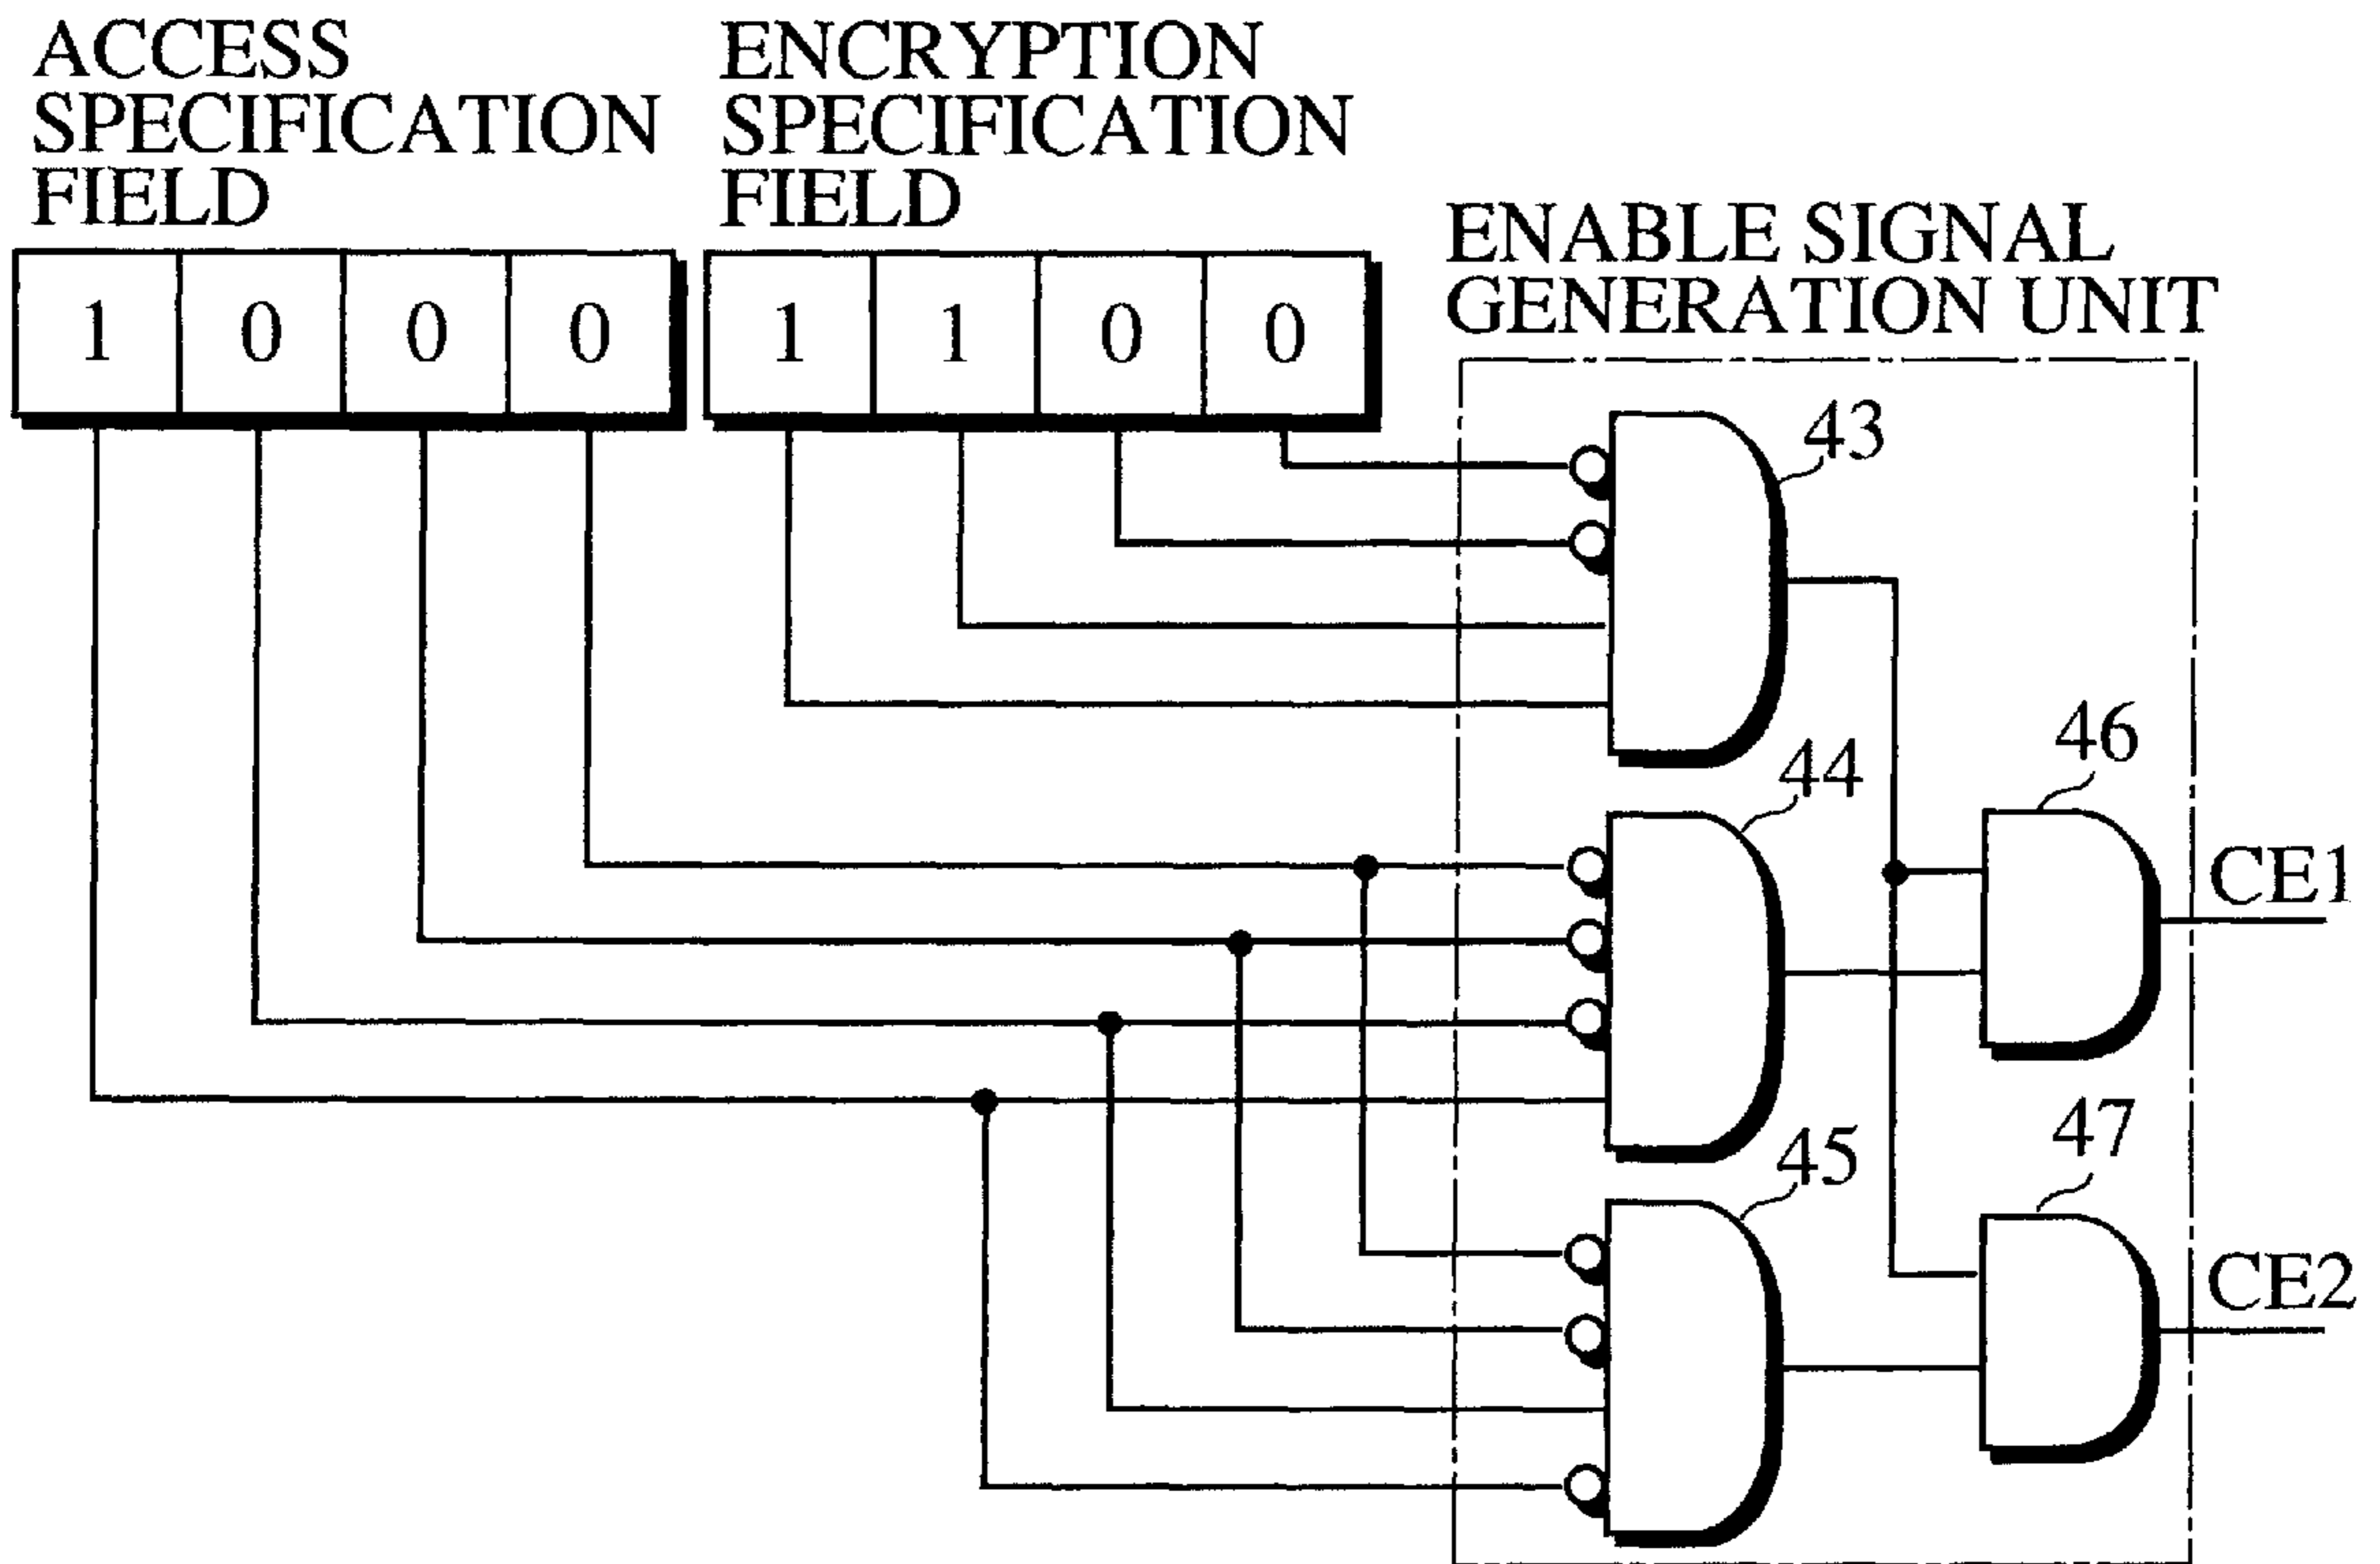 ACCESS
SPECIFICATION
FIELD
ENCRYPTION
SPECIFICATION
FIELD
ENABLE SIGNAL
GENERATION UNIT
1 0 0 0
1 1 0 0
43
44
46
CE1
45
47
CE2